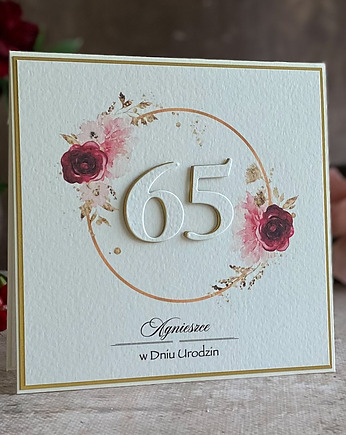 65
Agnieszce
w Dniu Urodzin